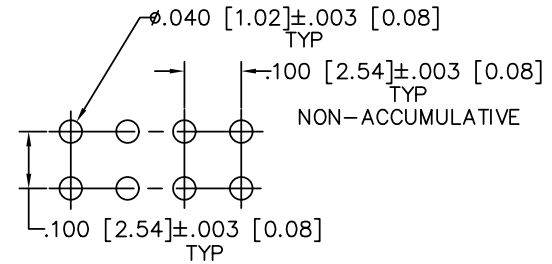 ⌀.040 [1.02]±.003 [0.08]
TYP
.100 [2.54]±.003 [0.08]
TYP
NON-ACCUMULATIVE
.100 [2.54]±.003 [0.08]
TYP